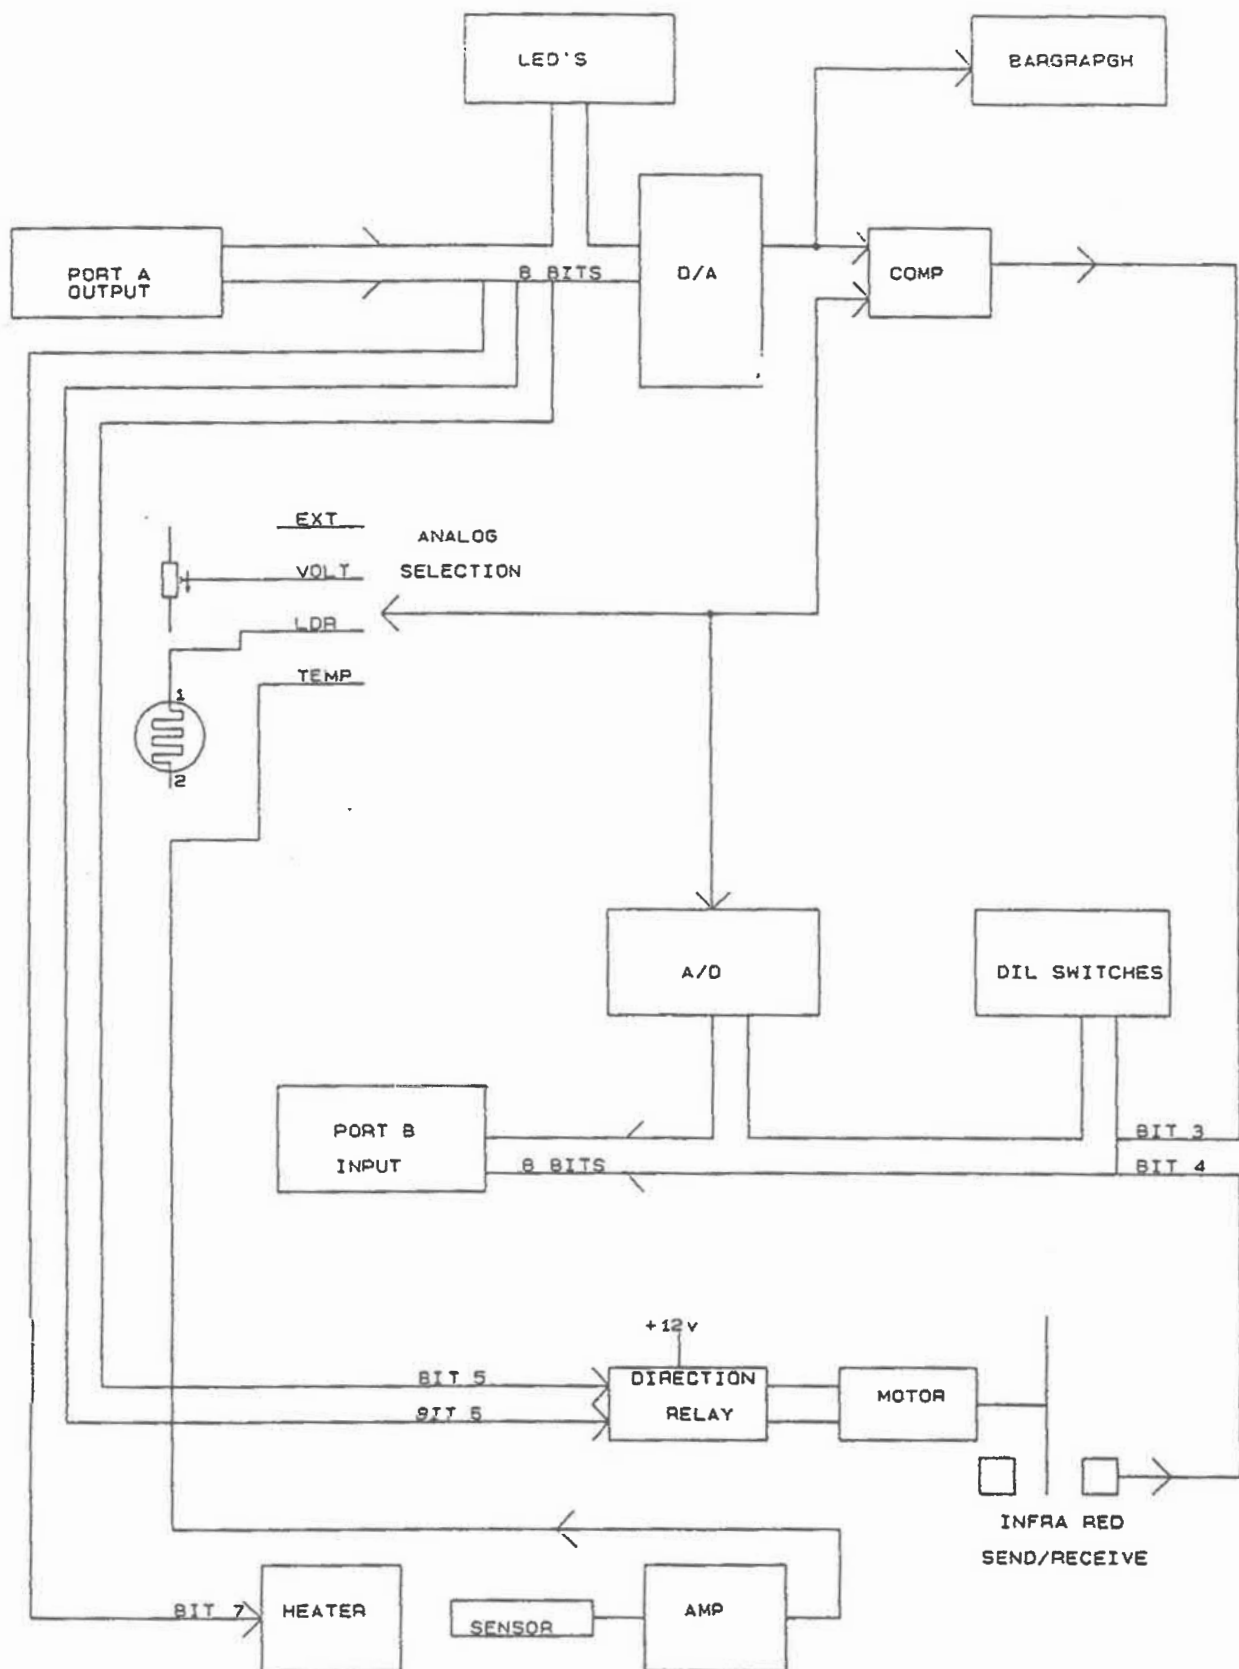 LED'S
BARGRAPGH
PORT A
OUTPUT
8 BITS
D/A
COMP
EXT
ANALOG
VOLT
SELECTION
LDR
TEMP
1
2
A/D
DIL SWITCHES
PORT B
INPUT
8 BITS
BIT 3
BIT 4
+12v
BIT 5
DIRECTION
RELAY
MOTOR
BIT 6
INFRA RED
SEND/RECEIVE
BIT 7
HEATER
SENSOR
AMP